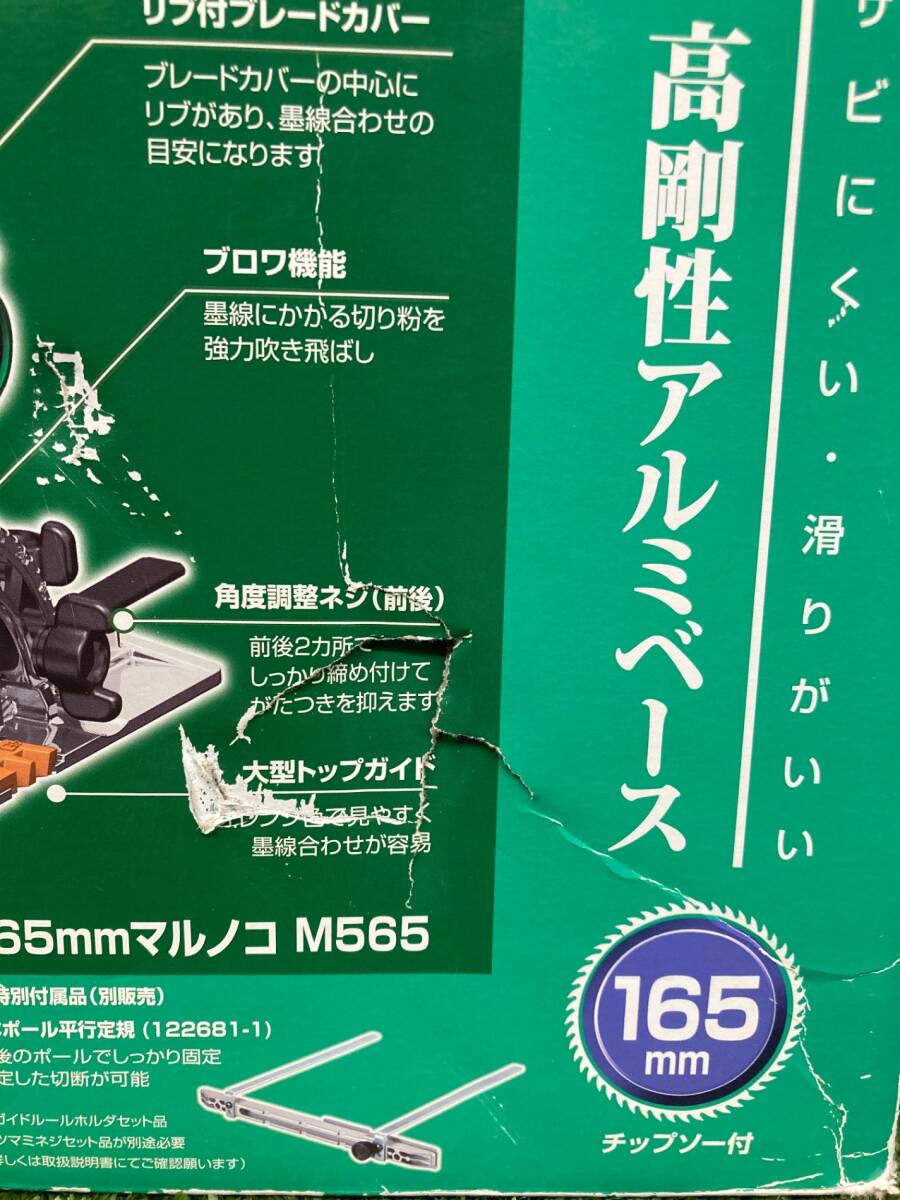 リブ付ブレードカバー
ブレードカバーの中心に
リブがあり、墨線合わせの
目安になります
ブロワ機能
墨線にかかる切り粉を
強力吹き飛ばし
角度調整ネジ(前後)
前後2カ所で
しっかり締め付けて
がたつきを抑えます
大型トップガイド
オレンジ色で見やすく
墨線合わせが容易
65mmマルノコ M565
高剛性アルミベース
サビにくい・滑りがいい
165
mm
チップソー付
特別付属品(別販売)
ポール平行定規(122681-1)
後のポールでしっかり固定
定した切断が可能
ガイドルールホルダセット品
ツマミネジセット品が別途必要
詳しくは取扱説明書にてご確認願います)